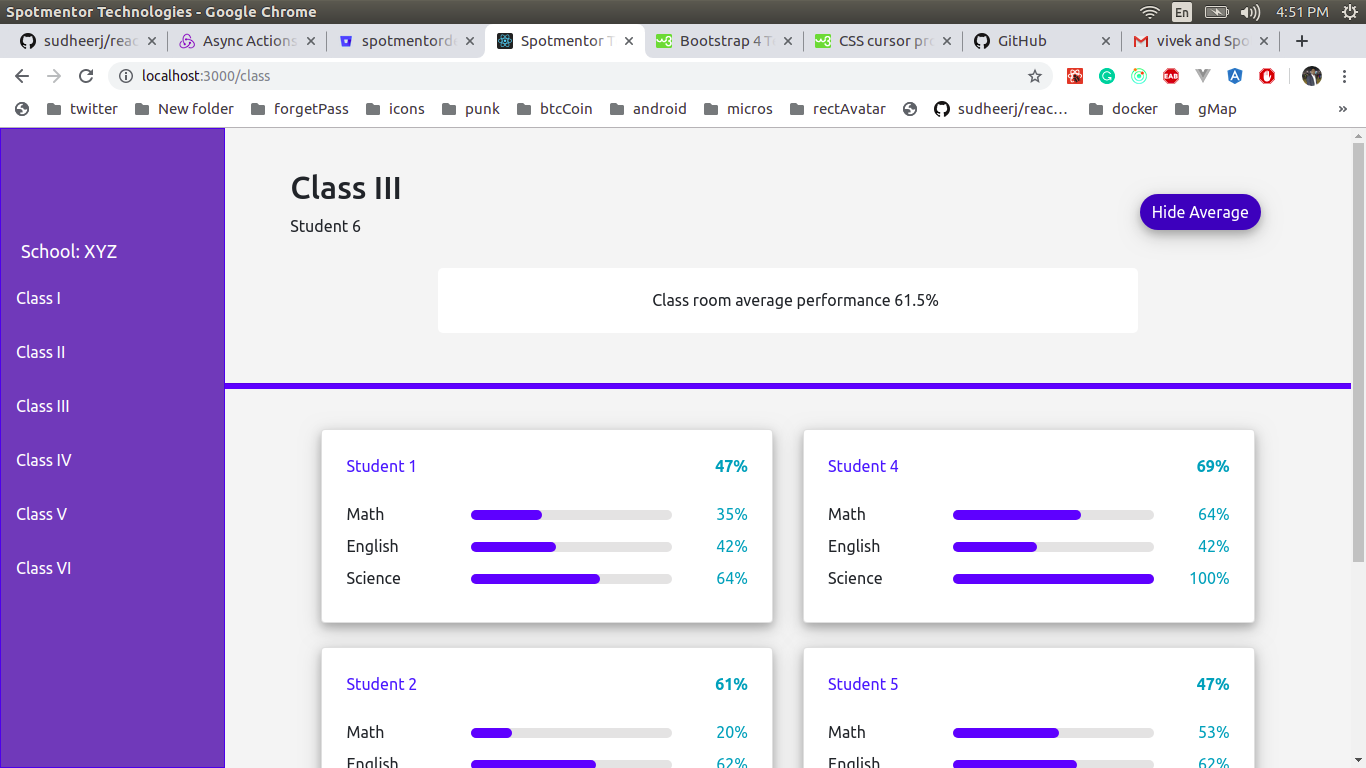 Spotmentor Technologies - Google Chrome
En
4:51 PM
sudheerj/reac
Async Actions
spotmentord
Spotmentor T
Bootstrap 4 T
CSS cursor pr
GitHub
vivek and Spo
localhost:3000/class
EAB
twitter
New folder
forgetPass
icons
punk
btcCoin
android
micros
rectAvatar
sudheerj/reac...
docker
gMap
»
School: XYZ
Class I
Class II
Class III
Class IV
Class V
Class VI
Class III
Student 6
Hide Average
Class room average performance 61.5%
Student 1 47%
Math 35%
English 42%
Science 64%
Student 4 69%
Math 64%
English 42%
Science 100%
Student 2 61%
Math 20%
English 62%
Student 5 47%
Math 53%
English 62%